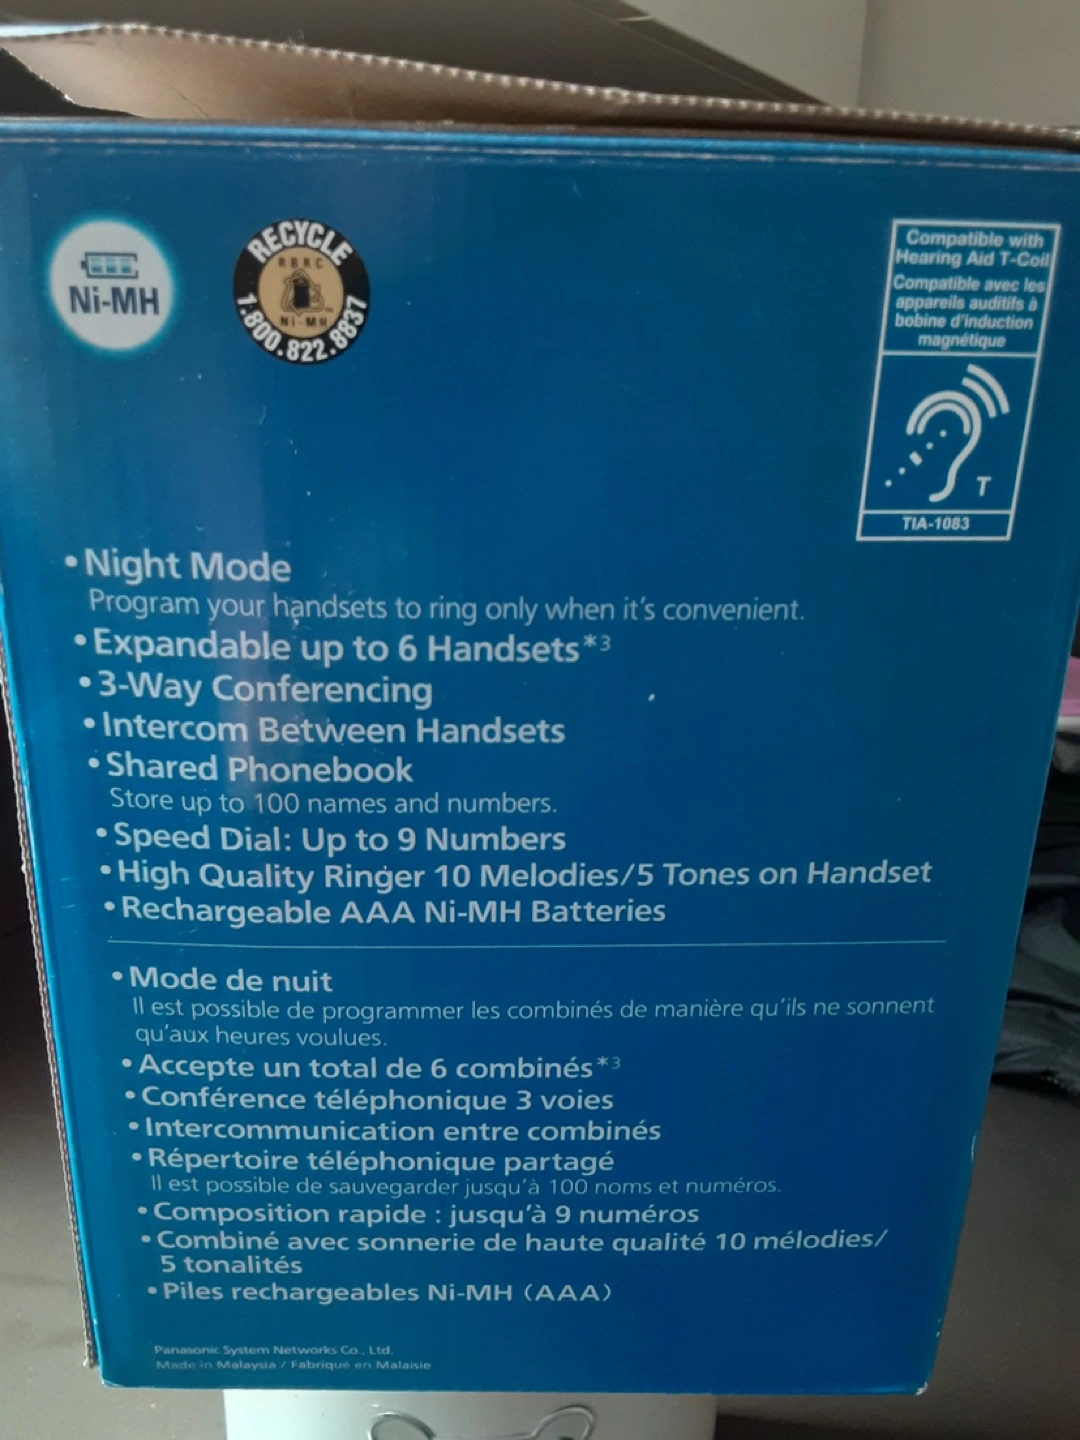 Ni-MH
RECYCLE
RBRC
Ni-MH
1.800.822.8837
Compatible with
Hearing Aid T-Coil
Compatible avec les
appareils auditifs à
bobine d'induction
magnétique
T
TIA-1083
•Night Mode
Program your handsets to ring only when it's convenient.
•Expandable up to 6 Handsets*3
•3-Way Conferencing
•Intercom Between Handsets
•Shared Phonebook
Store up to 100 names and numbers.
•Speed Dial: Up to 9 Numbers
•High Quality Ringer 10 Melodies/5 Tones on Handset
•Rechargeable AAA Ni-MH Batteries
•Mode de nuit
Il est possible de programmer les combinés de manière qu'ils ne sonnent
qu'aux heures voulues.
•Accepte un total de 6 combinés*3
•Conférence téléphonique 3 voies
•Intercommunication entre combinés
•Répertoire téléphonique partagé
Il est possible de sauvegarder jusqu'à 100 noms et numéros.
•Composition rapide : jusqu'à 9 numéros
•Combiné avec sonnerie de haute qualité 10 mélodies/
5 tonalités
•Piles rechargeables Ni-MH (AAA)
Panasonic System Networks Co., Ltd.
Made in Malaysia / Fabriqué en Malaisie